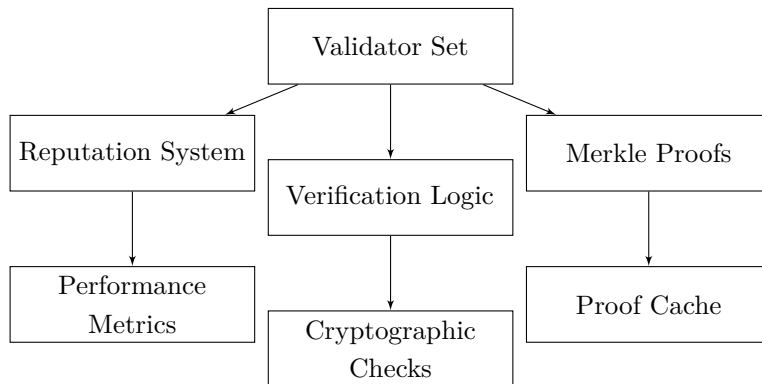 Validator Set
Reputation System
Merkle Proofs
Verification Logic
Performance
Metrics
Proof Cache
Cryptographic
Checks